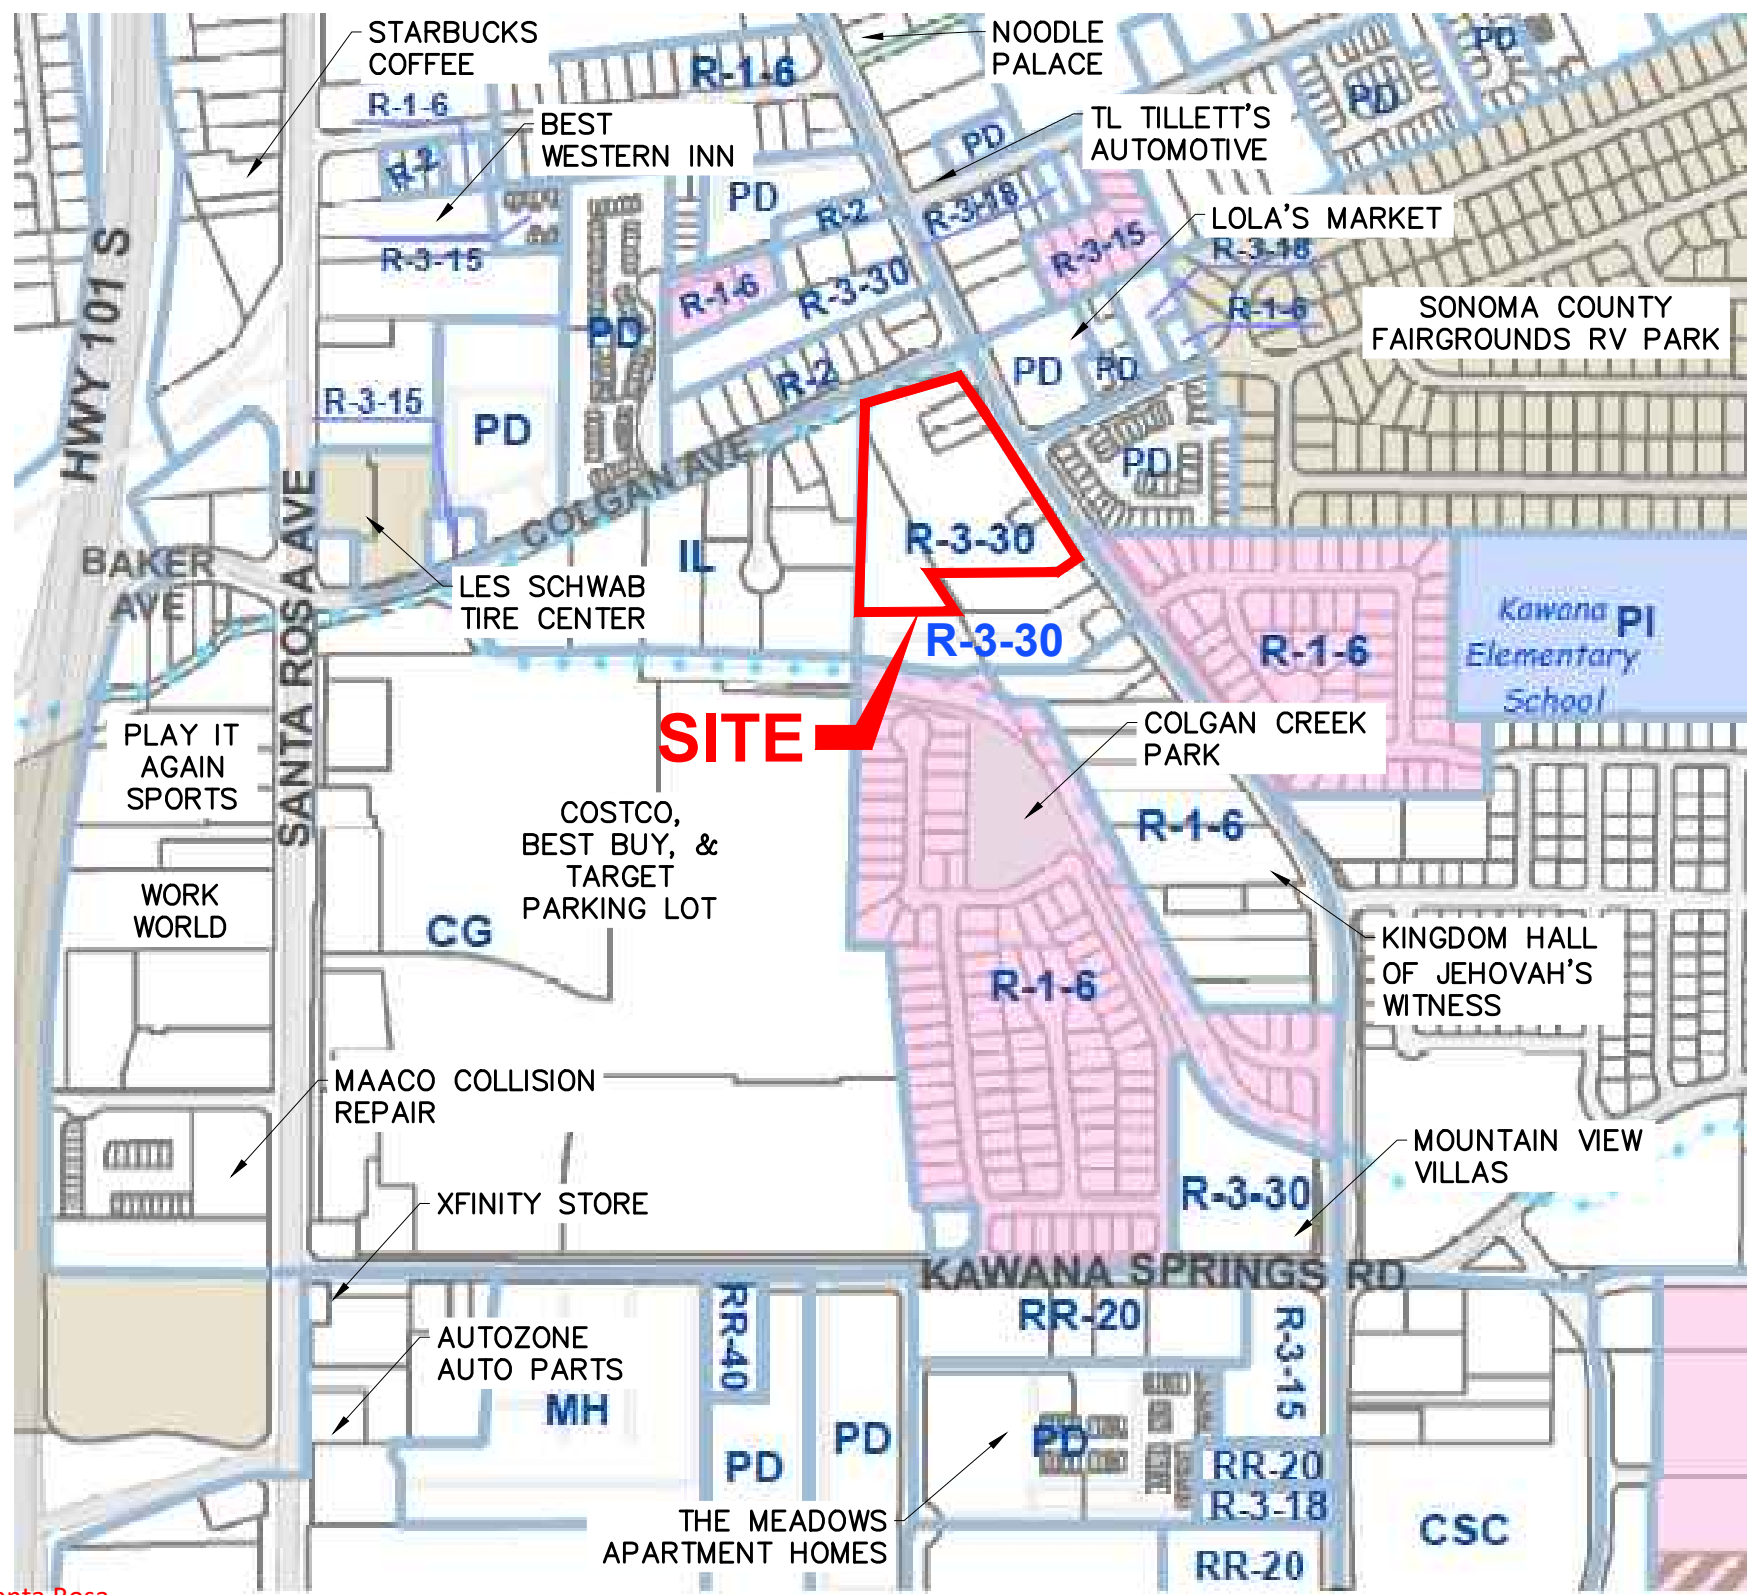 STARBUCKS
COFFEE
NOODLE
PALACE
R-1-6
PD
R-1-6
BEST
WESTERN INN
TL TILLETT'S
AUTOMOTIVE
PD
PD
R-2
PD
R-2
R-3-18
LOLA'S MARKET
R-3-15
R-3-15
R-3-18
HWY 101 S
R-1-6
R-3-30
R-1-6
SONOMA COUNTY
FAIRGROUNDS RV PARK
PD
R-2
PD
PD
R-3-15
PD
PD
COLGAN AVE
SANTA ROSA AVE
BAKER
AVE
IL
R-3-30
LES SCHWAB
TIRE CENTER
Kawana
Elementary
School
PI
R-3-30
R-1-6
SITE
COLGAN CREEK
PARK
PLAY IT
AGAIN
SPORTS
COSTCO,
BEST BUY, &
TARGET
PARKING LOT
R-1-6
WORK
WORLD
CG
KINGDOM HALL
OF JEHOVAH'S
WITNESS
R-1-6
MAACO COLLISION
REPAIR
MOUNTAIN VIEW
VILLAS
XFINITY STORE
R-3-30
KAWANA SPRINGS RD
RR-40
RR-20
R-3-15
AUTOZONE
AUTO PARTS
MH
PD
PD
PD
RR-20
R-3-18
THE MEADOWS
APARTMENT HOMES
CSC
RR-20